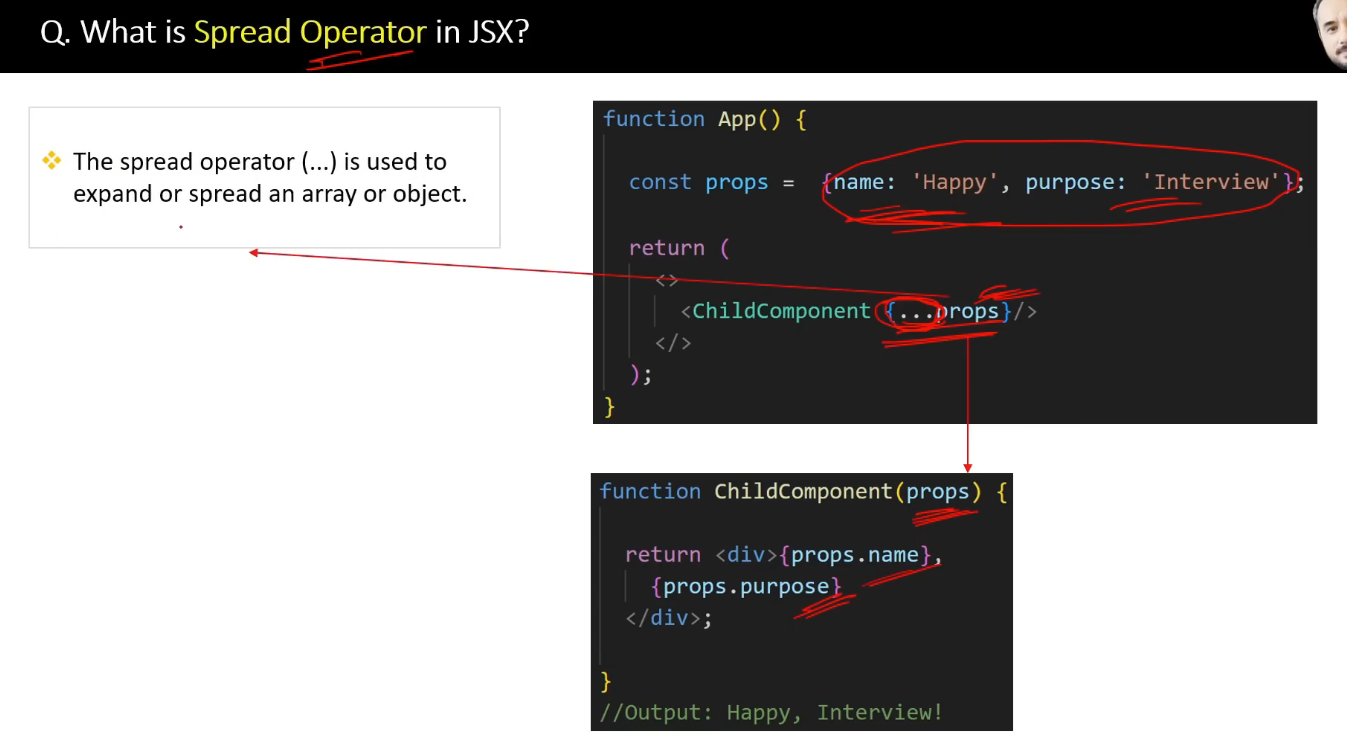 Q. What is Spread Operator in JSX?
The spread operator (...) is used to
expand or spread an array or object.
function App() {
const props = {name: 'Happy', purpose: 'Interview'};
return (
<>
<ChildComponent {...props}/>
</>
);
}
function ChildComponent(props) {
return <div>{props.name},
{props.purpose}
</div>;
}
//Output: Happy, Interview!